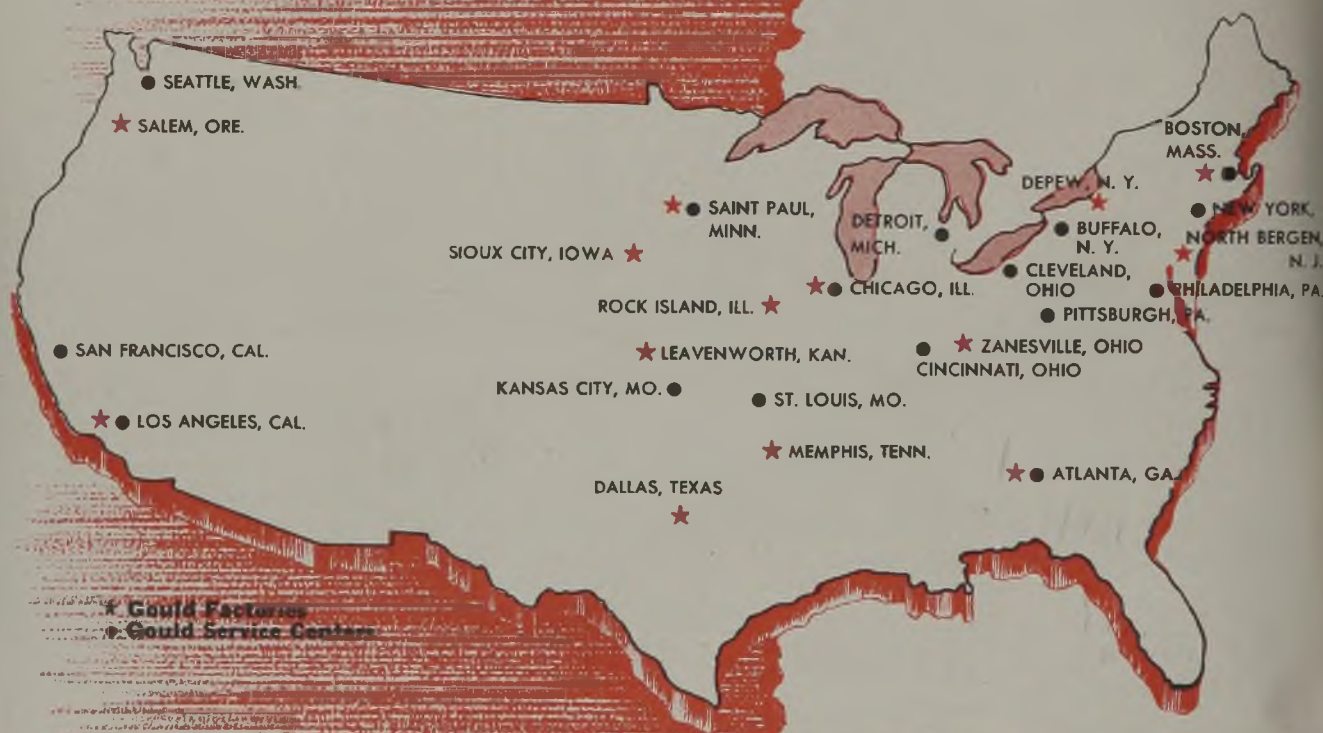 SEATTLE, WASH.
SALEM, ORE.
BOSTON,
MASS.
DEPEW, N. Y.
SAINT PAUL,
MINN.
DETROIT,
MICH.
NEW YORK,
BUFFALO,
N. Y.
NORTH BERGEN,
N. J.
SIOUX CITY, IOWA
CLEVELAND,
OHIO
CHICAGO, ILL.
PHILADELPHIA, PA.
ROCK ISLAND, ILL.
PITTSBURGH, PA.
SAN FRANCISCO, CAL.
LEAVENWORTH, KAN.
ZANESVILLE, OHIO
CINCINNATI, OHIO
KANSAS CITY, MO.
ST. LOUIS, MO.
LOS ANGELES, CAL.
MEMPHIS, TENN.
ATLANTA, GA.
DALLAS, TEXAS
★ Gould Factories
● Gould Service Centers